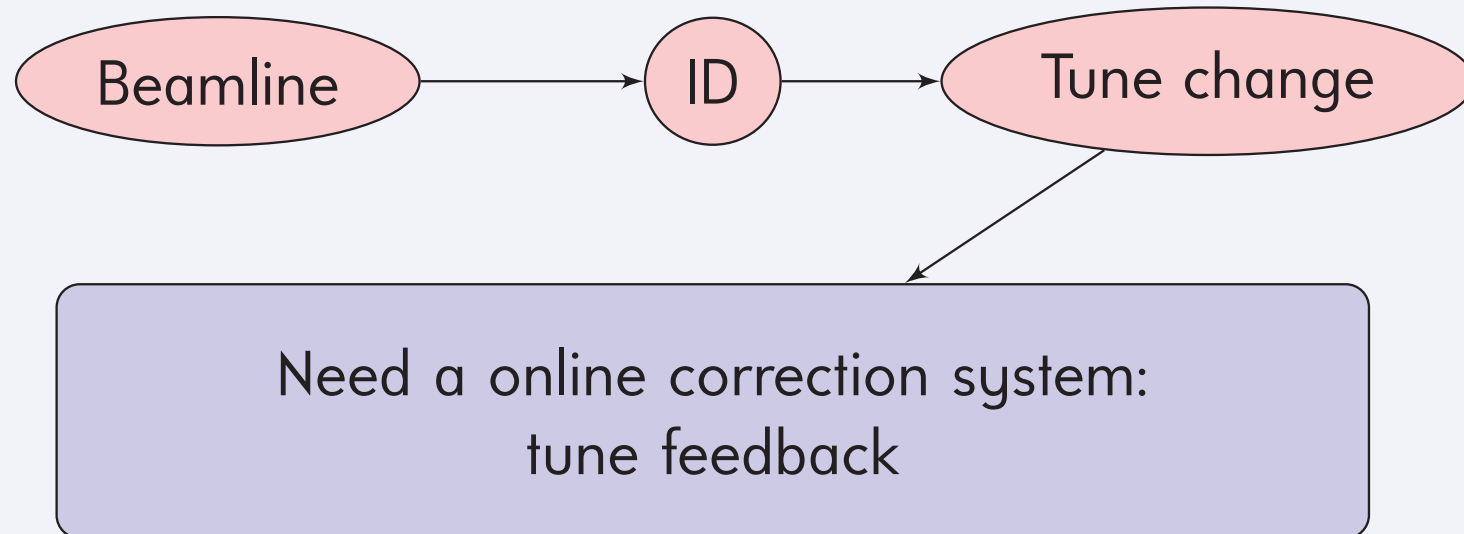 Beamline
ID
Tune change
Need a online correction system:
tune feedback